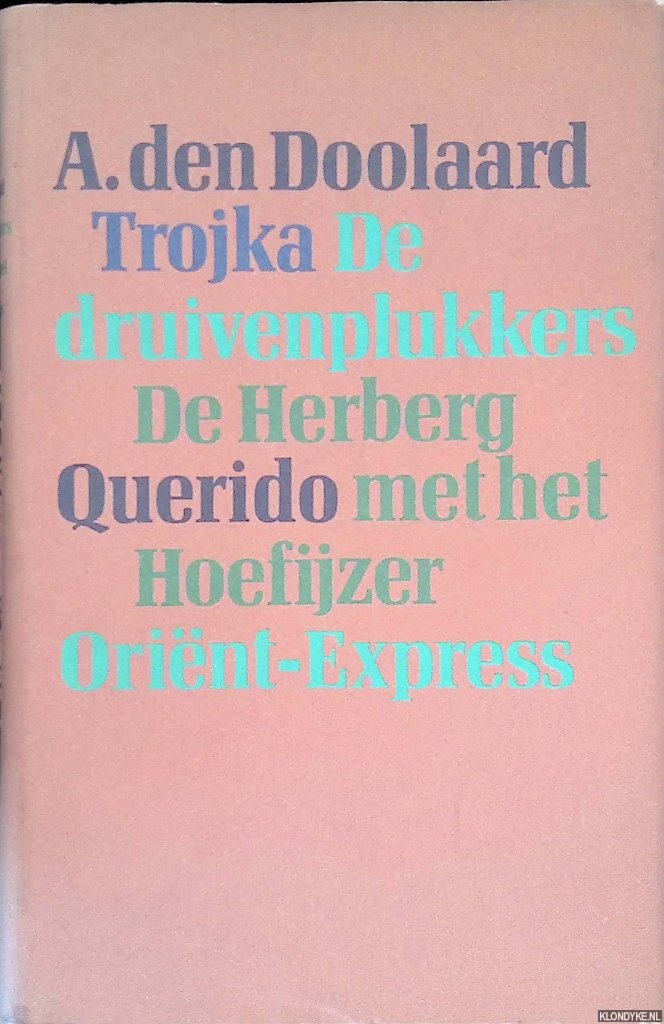 A. den Doolaard
Trojka De
druivenplukkers
De Herberg
Querido met het
Hoefijzer
Oriënt-Express
KLONDYKE.NL